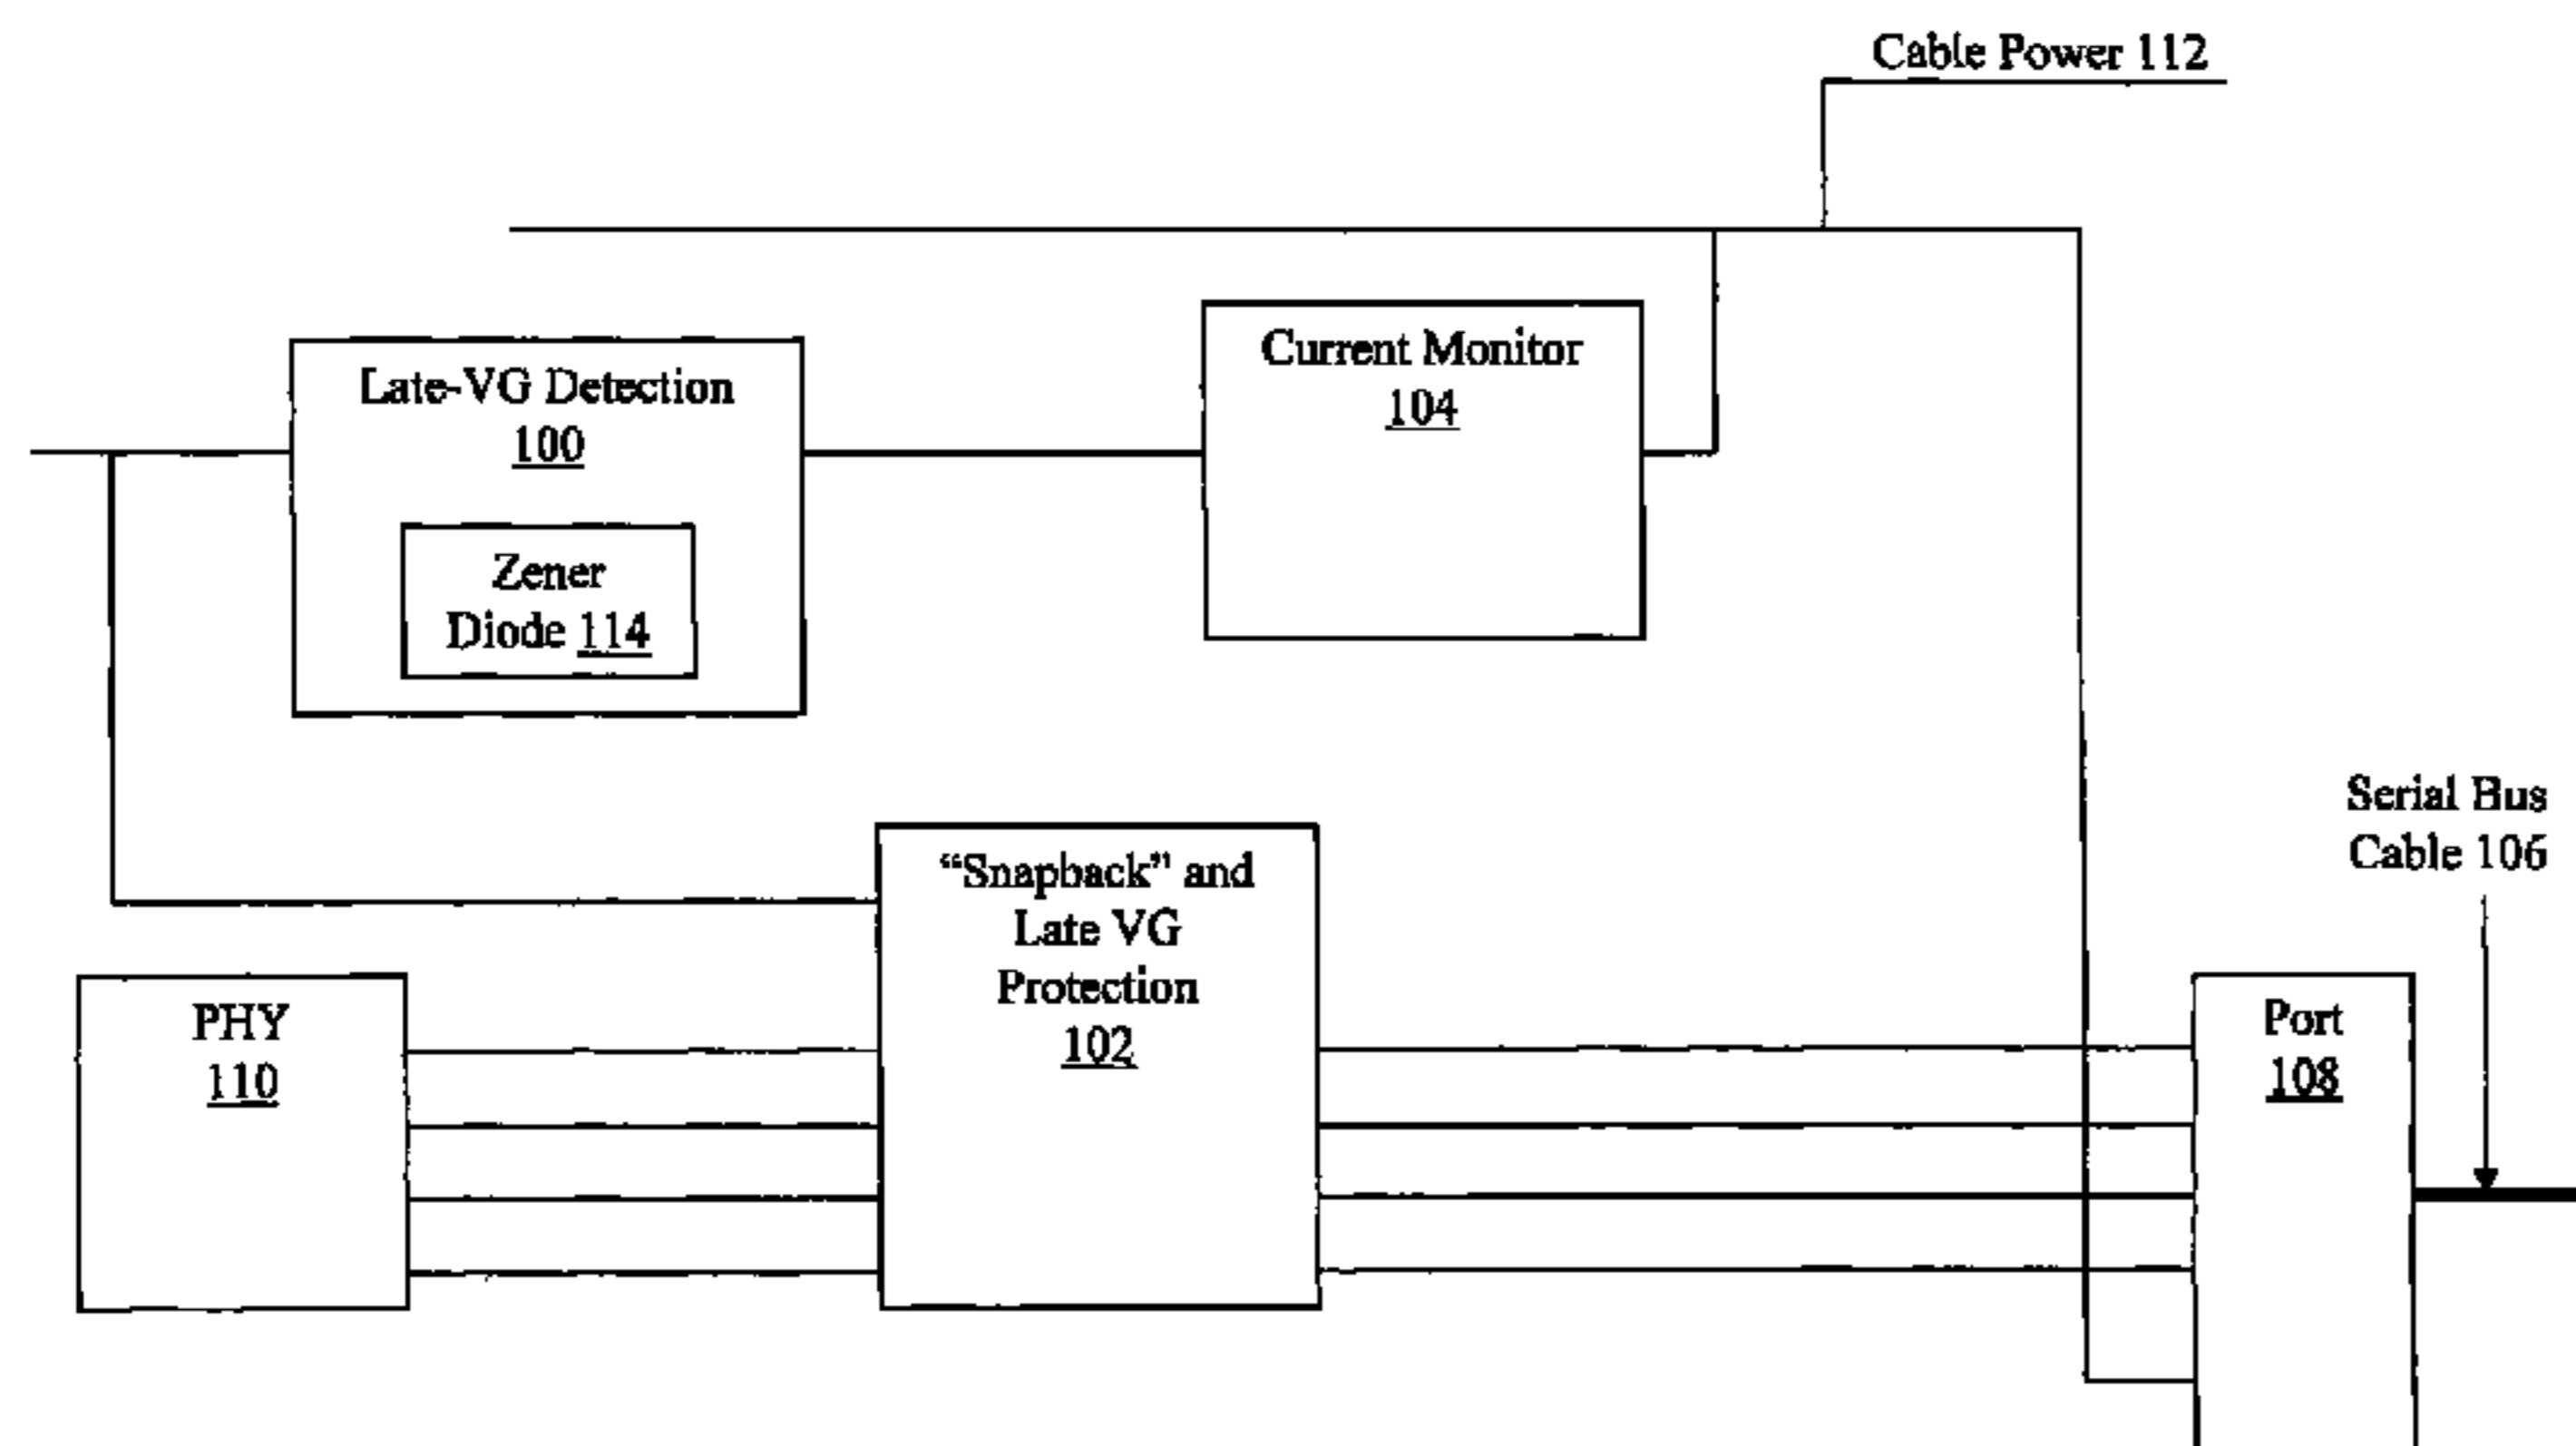 Cable Power 112
Current Monitor
104
Late-VG Detection
100
Zener
Diode 114
Serial Bus
Cable 106
“Snapback” and
Late VG
Protection
102
PHY
110
Port
108